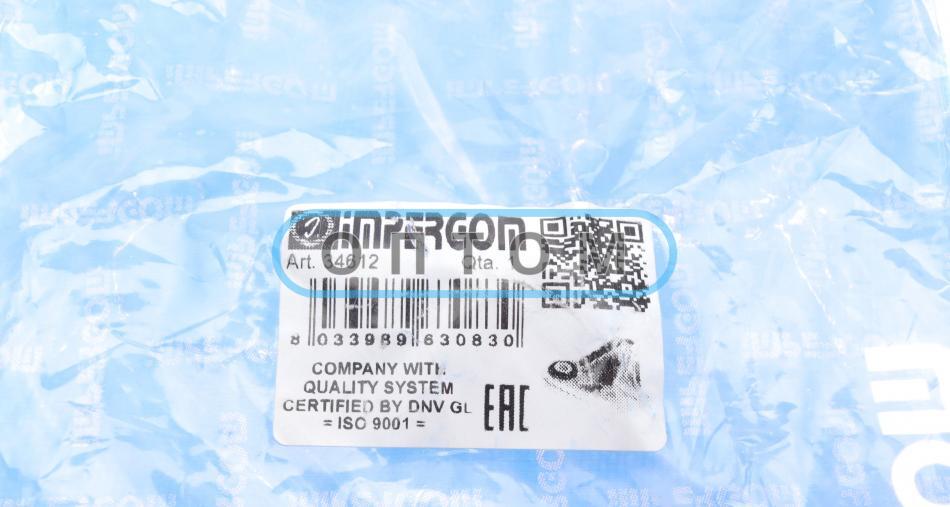 IMPERGOM
ОПТОМ
Art. 34612 Qta. 1
8 033989 630830
COMPANY WITH
QUALITY SYSTEM
CERTIFIED BY DNV GL
= ISO 9001 =
EAC